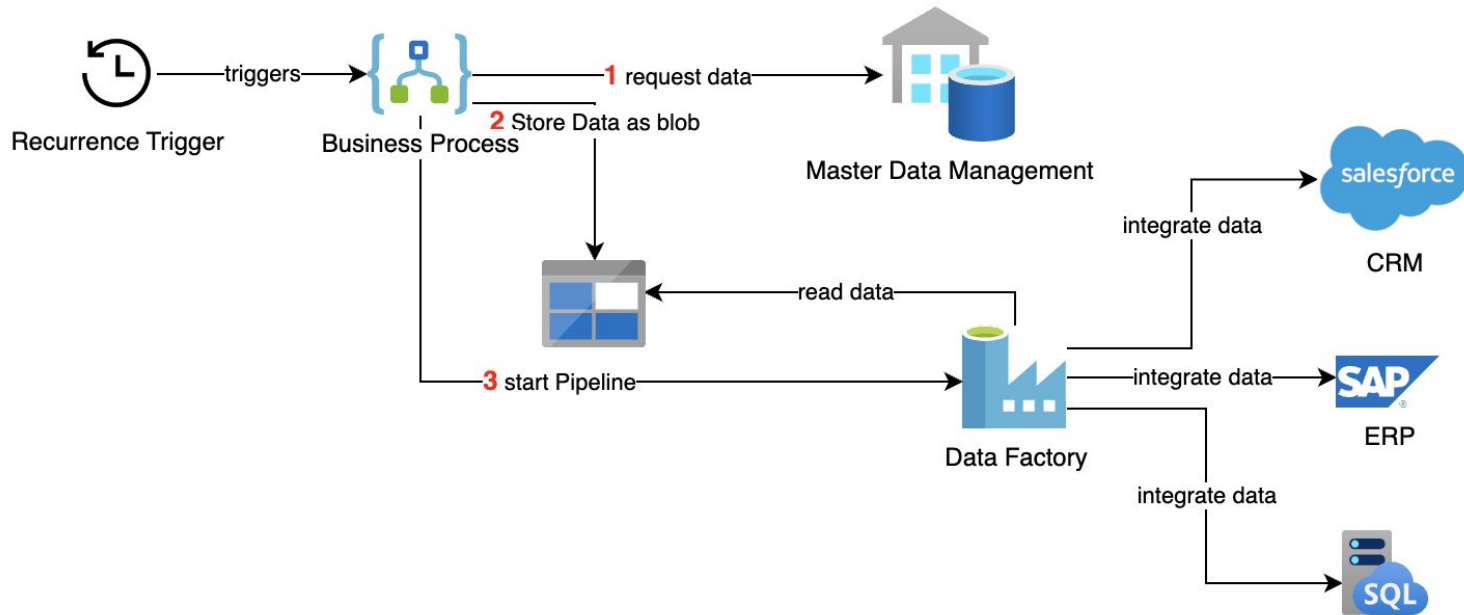 triggers
1 request data
2 Store Data as blob
Recurrence Trigger
Business Process
Master Data Management
salesforce
integrate data
CRM
read data
3 start Pipeline
integrate data
SAP
®
ERP
Data Factory
integrate data
SQL